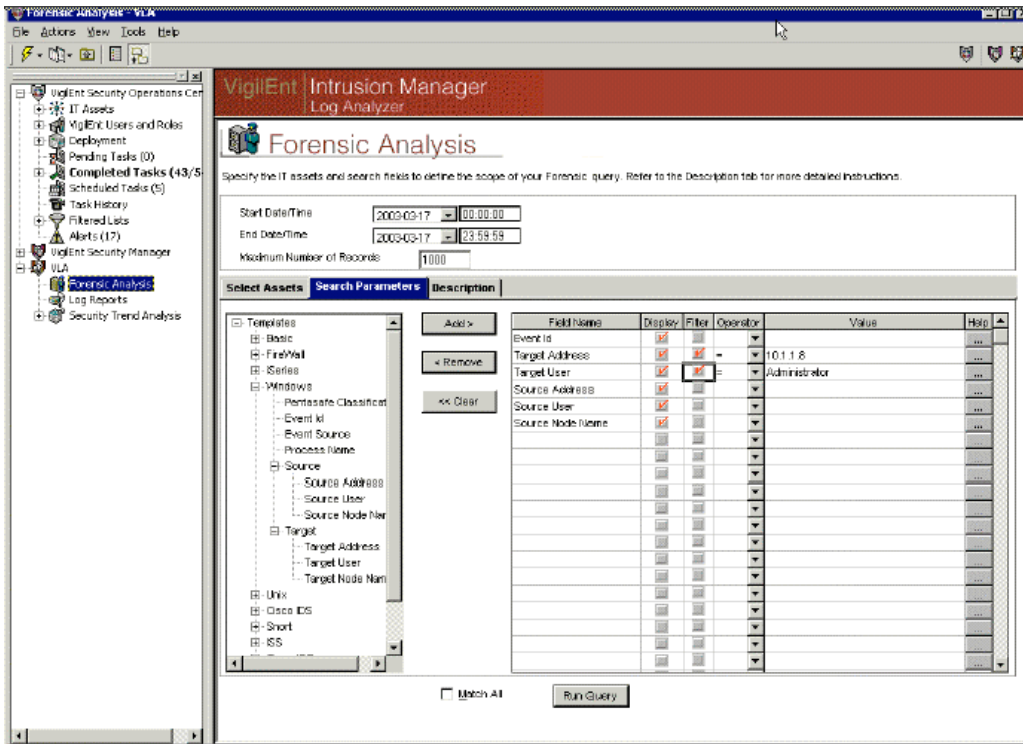 Forensic Analysis - VLA
File Actions View Tools Help
VigilEnt Security Operations Cen
IT Assets
VigilEnt Users and Roles
Deployment
Pending Tasks (0)
Completed Tasks (43/5
Scheduled Tasks (5)
Task History
Filtered Lists
Alerts (17)
VigilEnt Security Manager
VLA
Forensic Analysis
Log Reports
Security Trend Analysis
VigilEnt Intrusion Manager
Log Analyzer
Forensic Analysis
Specify the IT assets and search fields to define the scope of your Forensic query. Refer to the Description tab for more detailed instructions.
Start Date/Time 2003-03-17 00:00:00
End Date/Time 2003-03-17 23:59:59
Maximum Number of Records 1000
Select Assets Search Parameters Description
Templates
Basic
FireWall
iSeries
Windows
Pentasafe Classificat
Event Id
Event Source
Process Name
Source
Source Address
Source User
Source Node Nar
Target
Target Address
Target User
Target Node Nam
Unix
Cisco IDS
Snort
ISS
Add >
< Remove
<< Clear
Field Name Display Filter Operator Value Help
Event Id ...
Target Address = 10.1.1.8 ...
Target User = Administrator ...
Source Address ...
Source User ...
Source Node Name ...
Match All
Run Query